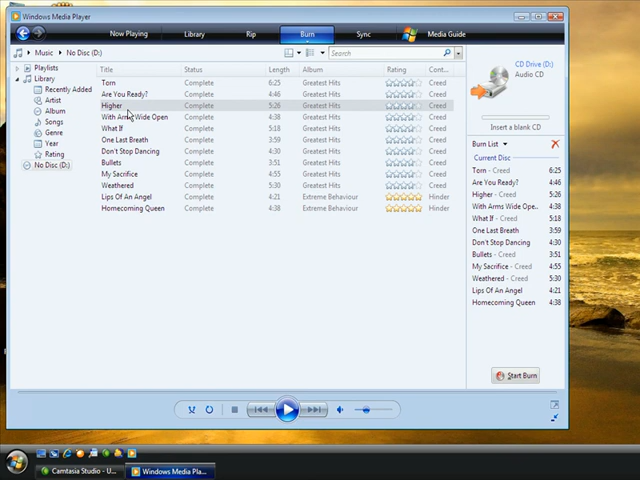 Windows Media Player
Now Playing Library Rip Burn Sync Media Guide
Music No Disc (D:) Search
Playlists
Library
Recently Added
Artist
Album
Songs
Genre
Year
Rating
No Disc (D:)
Title Status Length Album Rating Cont...
Torn Complete 6:25 Greatest Hits Creed
Are You Ready? Complete 4:46 Greatest Hits Creed
Higher Complete 5:26 Greatest Hits Creed
With Arms Wide Open Complete 4:38 Greatest Hits Creed
What If Complete 5:18 Greatest Hits Creed
One Last Breath Complete 3:59 Greatest Hits Creed
Don't Stop Dancing Complete 4:30 Greatest Hits Creed
Bullets Complete 3:51 Greatest Hits Creed
My Sacrifice Complete 4:55 Greatest Hits Creed
Weathered Complete 5:30 Greatest Hits Creed
Lips Of An Angel Complete 4:21 Extreme Behaviour Hinder
Homecoming Queen Complete 4:38 Extreme Behaviour Hinder
CD Drive (D:)
Audio CD
Insert a blank CD
Burn List
Current Disc
Torn - Creed 6:25
Are You Ready? 4:46
Higher - Creed 5:26
With Arms Wide Ope.. 4:38
What If - Creed 5:18
One Last Breath 3:59
Don't Stop Dancing 4:30
Bullets - Creed 3:51
My Sacrifice - Creed 4:55
Weathered - Creed 5:30
Lips Of An Angel 4:21
Homecoming Queen 4:38
Start Burn
Camtasia Studio - U... Windows Media Pla...